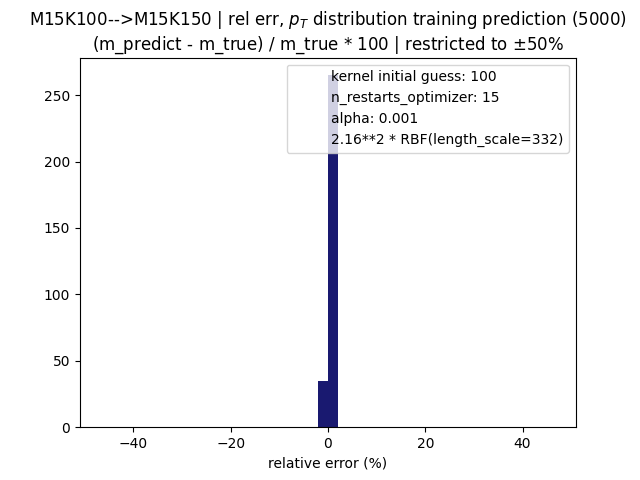 M15K100-->M15K150 | rel err, p_T distribution training prediction (5000)
(m_predict - m_true) / m_true * 100 | restricted to ±50%
kernel initial guess: 100
n_restarts_optimizer: 15
alpha: 0.001
2.16**2 * RBF(length_scale=332)
250
200
150
100
50
0
−40 −20 0 20 40
relative error (%)